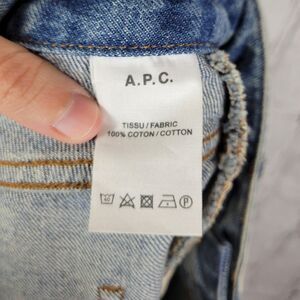 A.P.C.
TISSU / FABRIC
100% COTON / COTTON